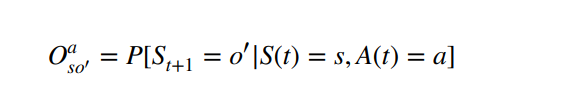 O^a_{so'} = P[S_{t+1} = o'|S(t) = s, A(t) = a]